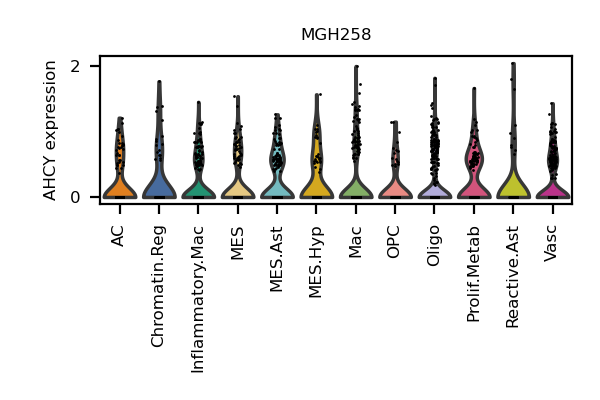 MGH258
AHCY expression
2
0
AC
Chromatin.Reg
Inflammatory.Mac
MES
MES.Ast
MES.Hyp
Mac
OPC
Oligo
Prolif.Metab
Reactive.Ast
Vasc